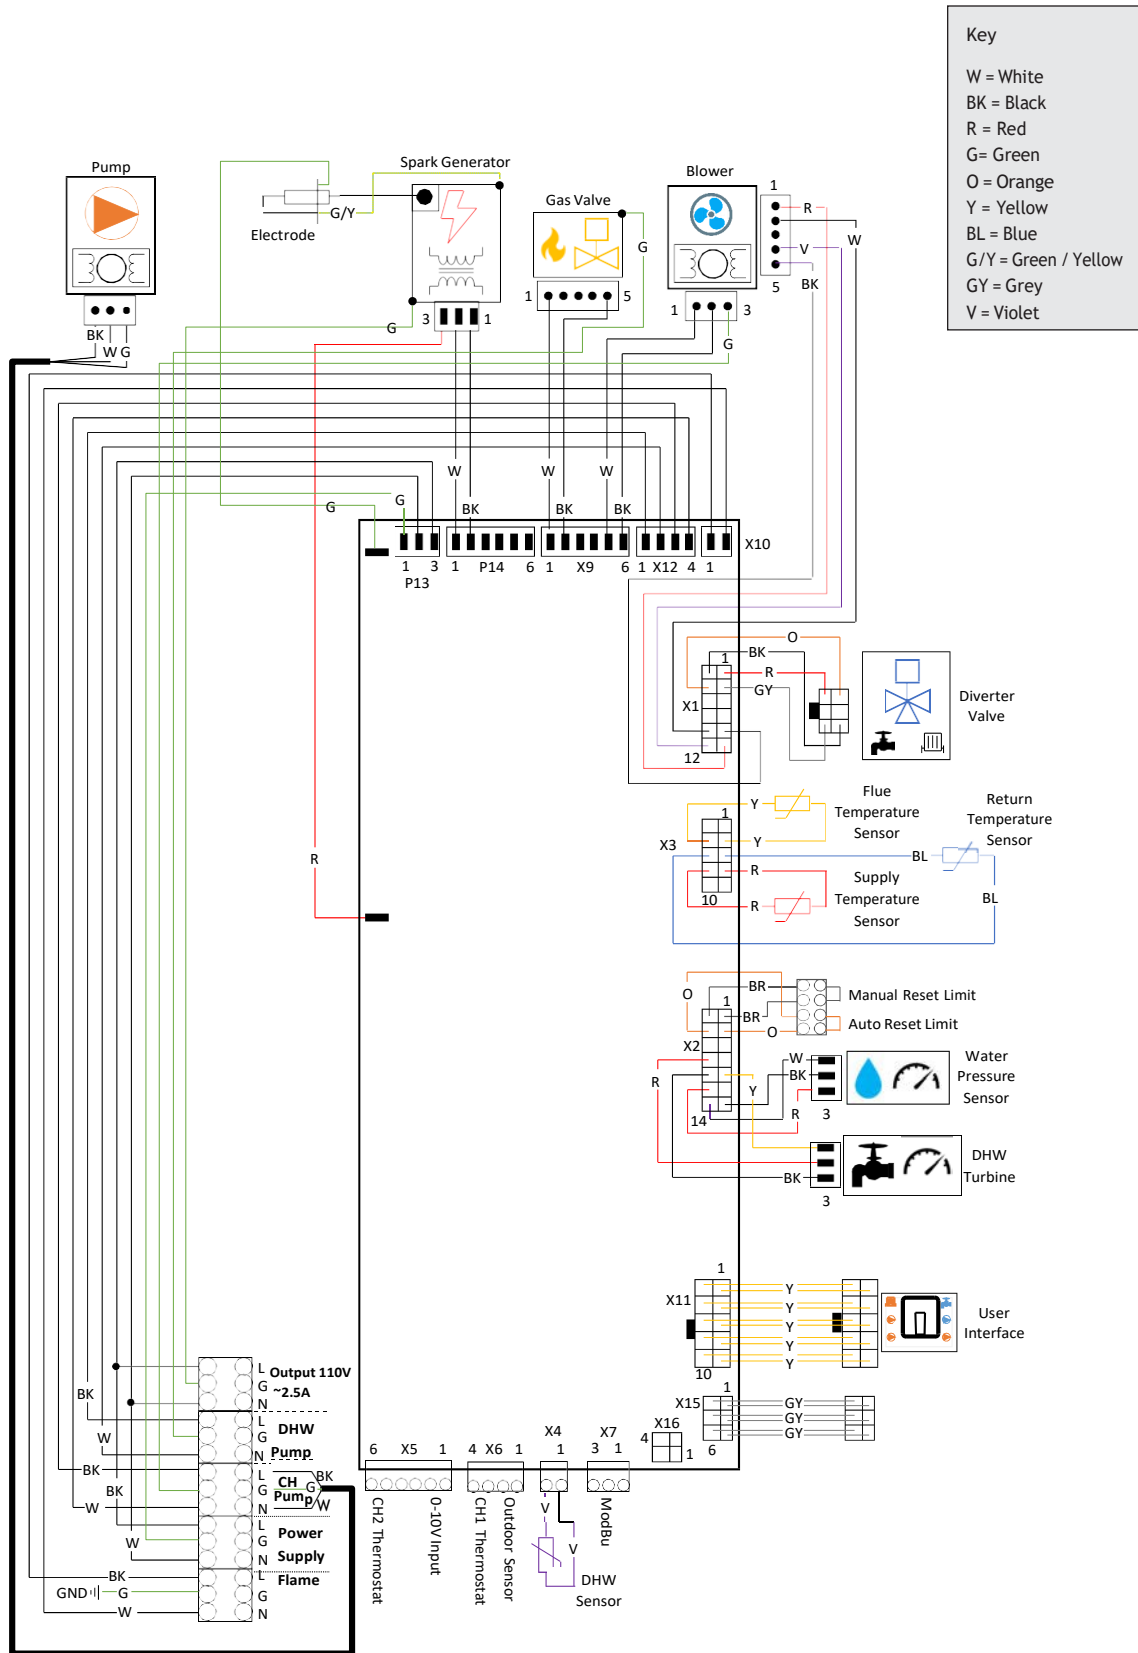 Key
W = White
BK = Black
R = Red
G= Green
O = Orange
Y = Yellow
BL = Blue
G/Y = Green / Yellow
GY = Grey
V = Violet
Pump
Spark Generator
Gas Valve
Blower
1
R
W
V
BK
5
G/Y
Electrode
G
1
5
1
3
G
3
1
G
BK
W
G
W
BK
W
BK
W
BK
G
G
1
3
P13
1
P14
6
1
X9
6
1
X12
4
1
X10
O
BK
1
R
GY
X1
12
Diverter
Valve
Y
Flue
Temperature
Sensor
Return
Temperature
Sensor
1
Y
X3
BL
R
R
10
Supply
Temperature
Sensor
BL
R
O
BR
1
BR
O
Manual Reset Limit
Auto Reset Limit
X2
W
BK
R
Y
R
14
3
Water
Pressure
Sensor
BK
3
DHW
Turbine
1
X11
Y
Y
Y
Y
Y
10
User
Interface
X15
1
GY
GY
GY
6
X16
4
1
L
G
N
Output 110V
~2.5A
BK
W
L
G
N
DHW
Pump
BK
W
L
G
N
CH
Pump
BK
G
W
BK
W
L
G
N
Power
Supply
BK
GND
G
W
L
G
N
Flame
6
X5
1
4
X6
1
X4
1
X7
3
1
CH2 Thermostat
0-10V Input
CH1 Thermostat
Outdoor Sensor
V
V
DHW
Sensor
ModBu